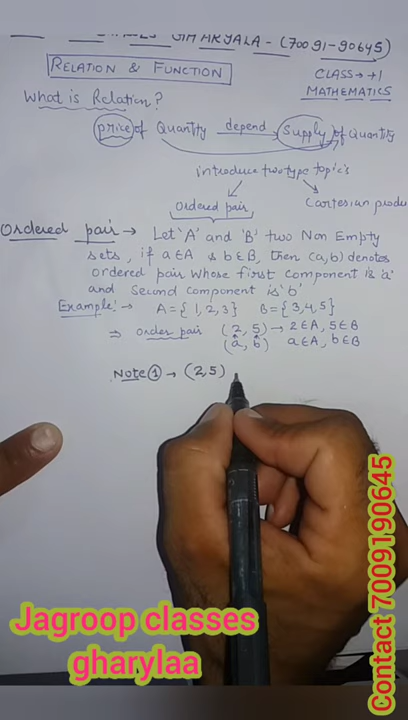 GHARYALA - (70091-90645)
RELATION & FUNCTION
CLASS → +1
MATHEMATICS
What is Relation?
price of Quantity depend Supply of Quantity
introduce two type topic's
Ordered pair
Cartesian produ
Ordered pair → Let 'A' and 'B' two Non Empty
sets, if a∈A & b∈B, then (a,b) denotes
ordered pair whose first component is 'a'
and second component is 'b'
Example:→ A = {1,2,3} B = {3,4,5}
⇒ order pair (2, 5) → 2∈A, 5∈B
(a, b) a∈A, b∈B
Note ① → (2,5)
Jagroop classes
gharylaa
Contact 7009190645